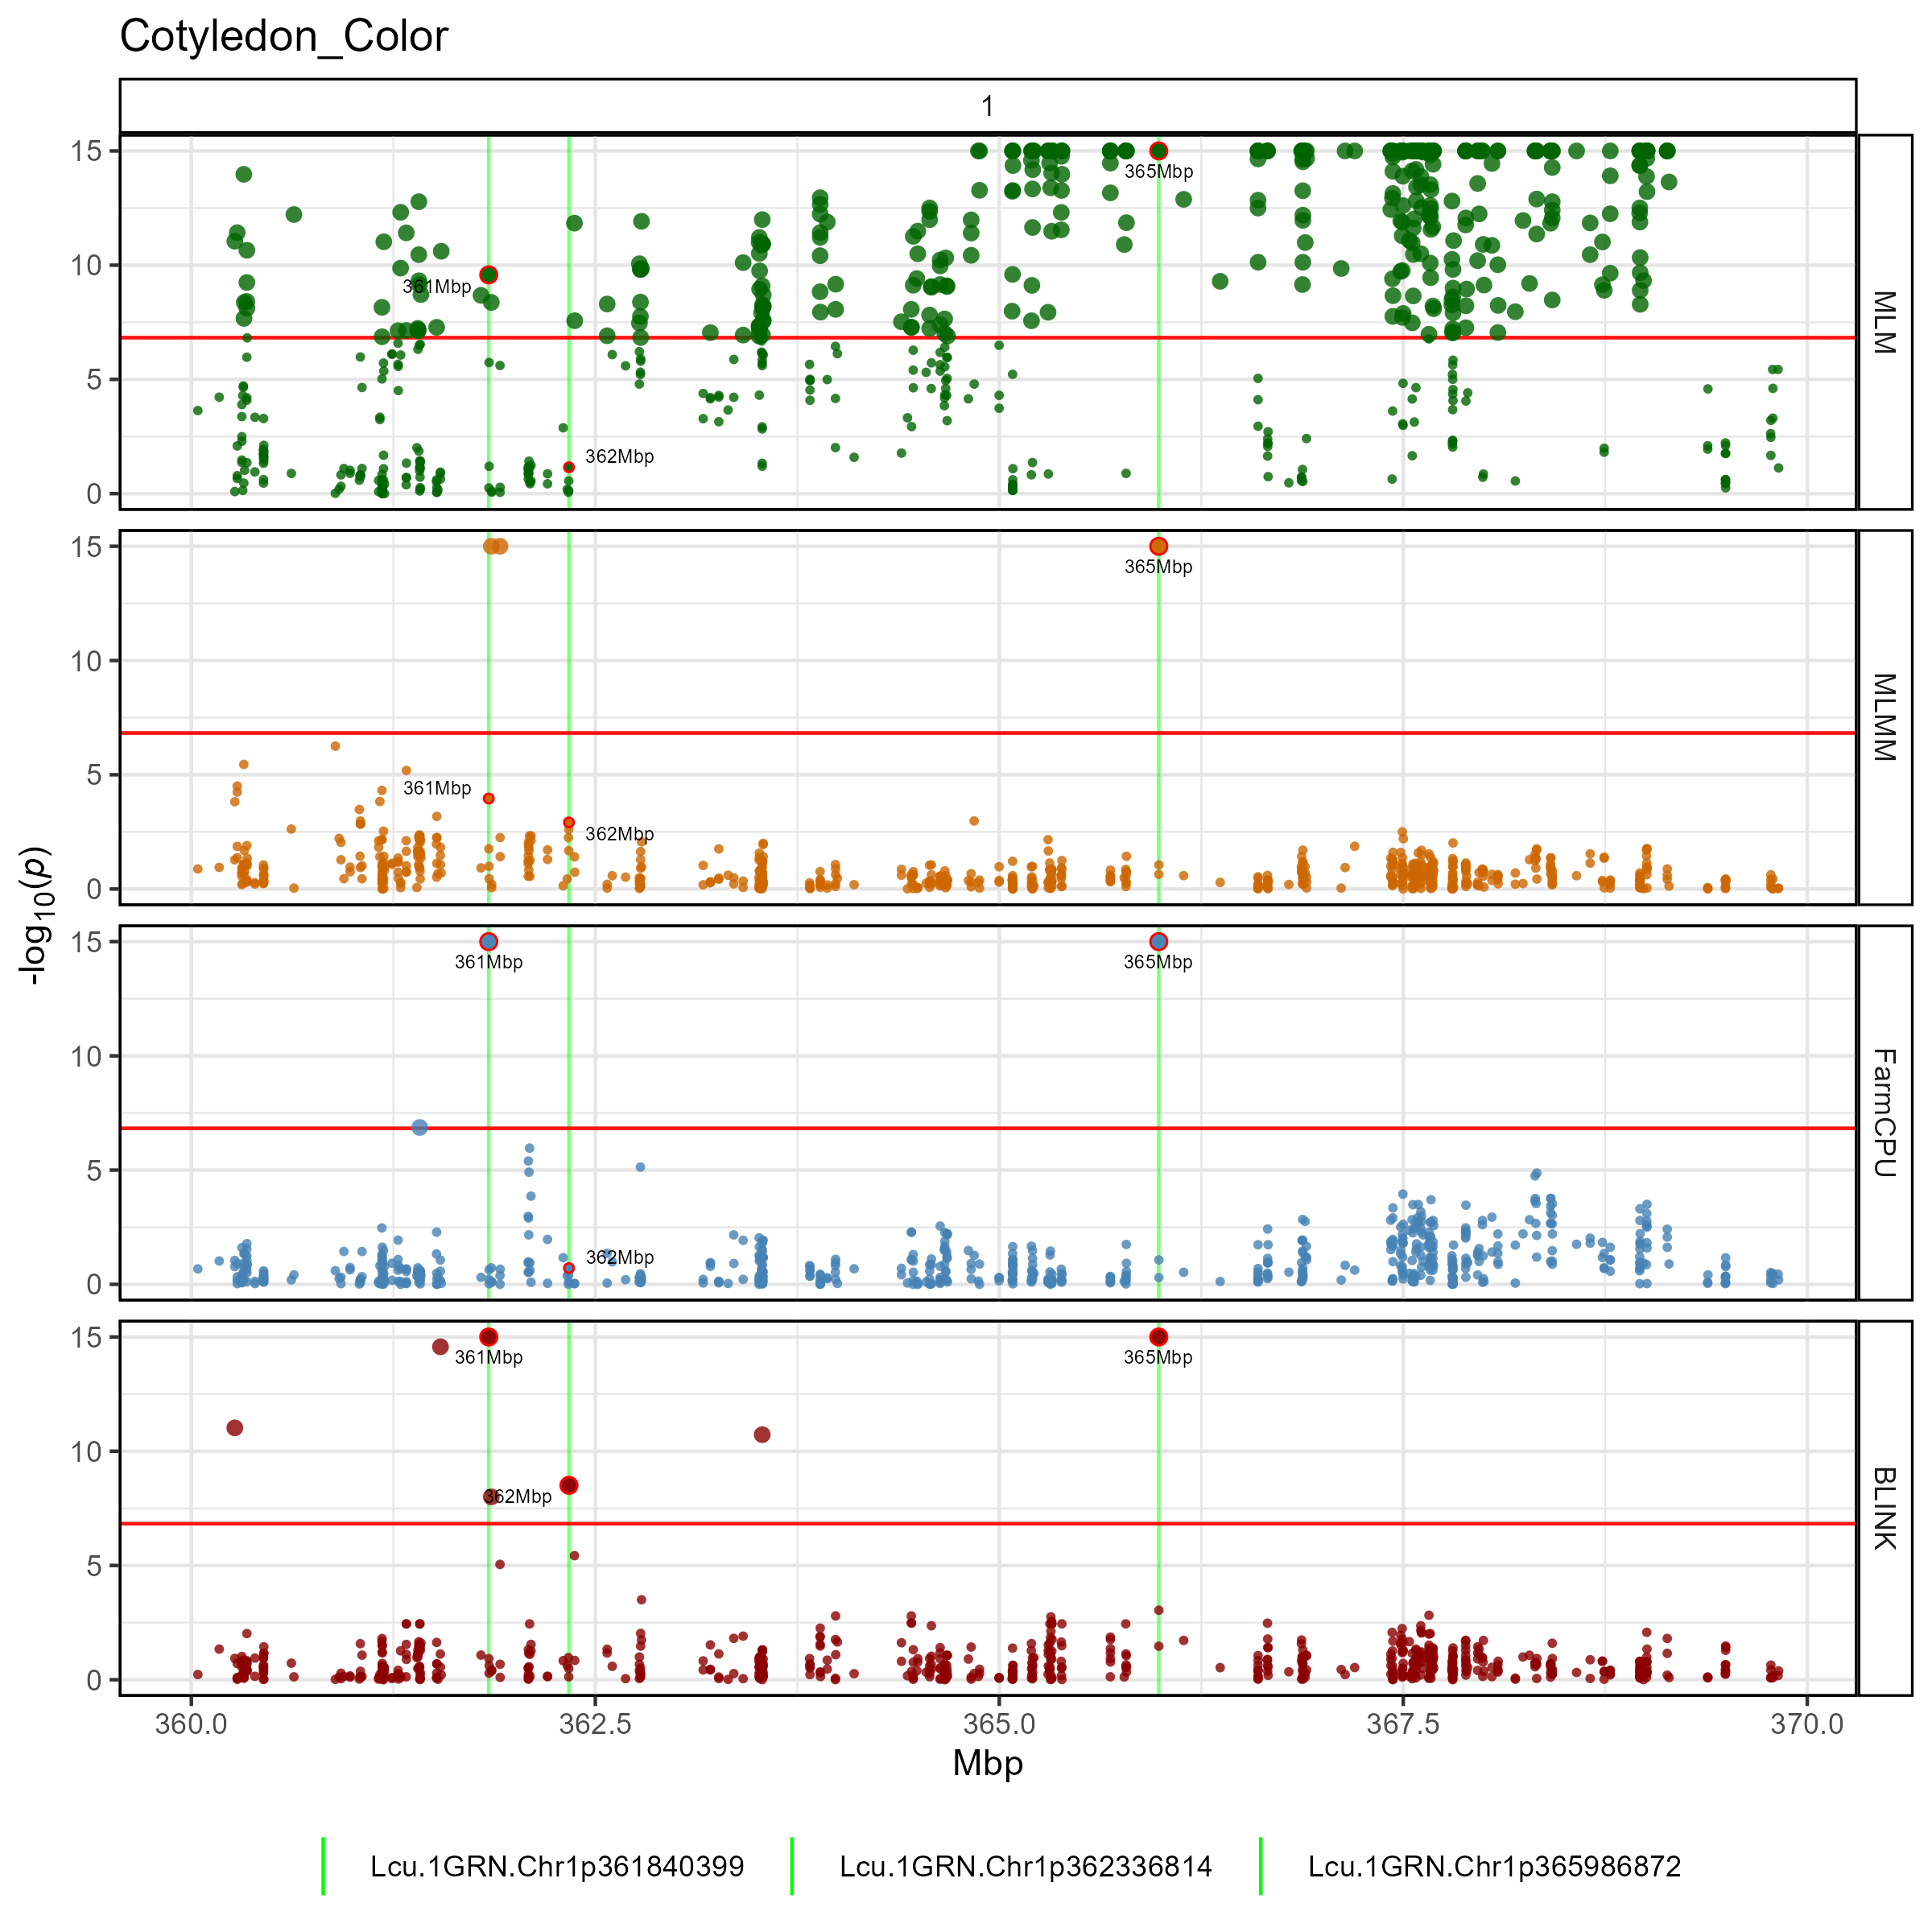 Cotyledon_Color
1
-log10(p)
15
10
5
0
361Mbp
362Mbp
365Mbp
MLM
15
10
5
0
361Mbp
362Mbp
365Mbp
MLMM
15
10
5
0
361Mbp
362Mbp
365Mbp
FarmCPU
15
10
5
0
361Mbp
362Mbp
365Mbp
BLINK
360.0 362.5 365.0 367.5 370.0
Mbp
Lcu.1GRN.Chr1p361840399 Lcu.1GRN.Chr1p362336814 Lcu.1GRN.Chr1p365986872